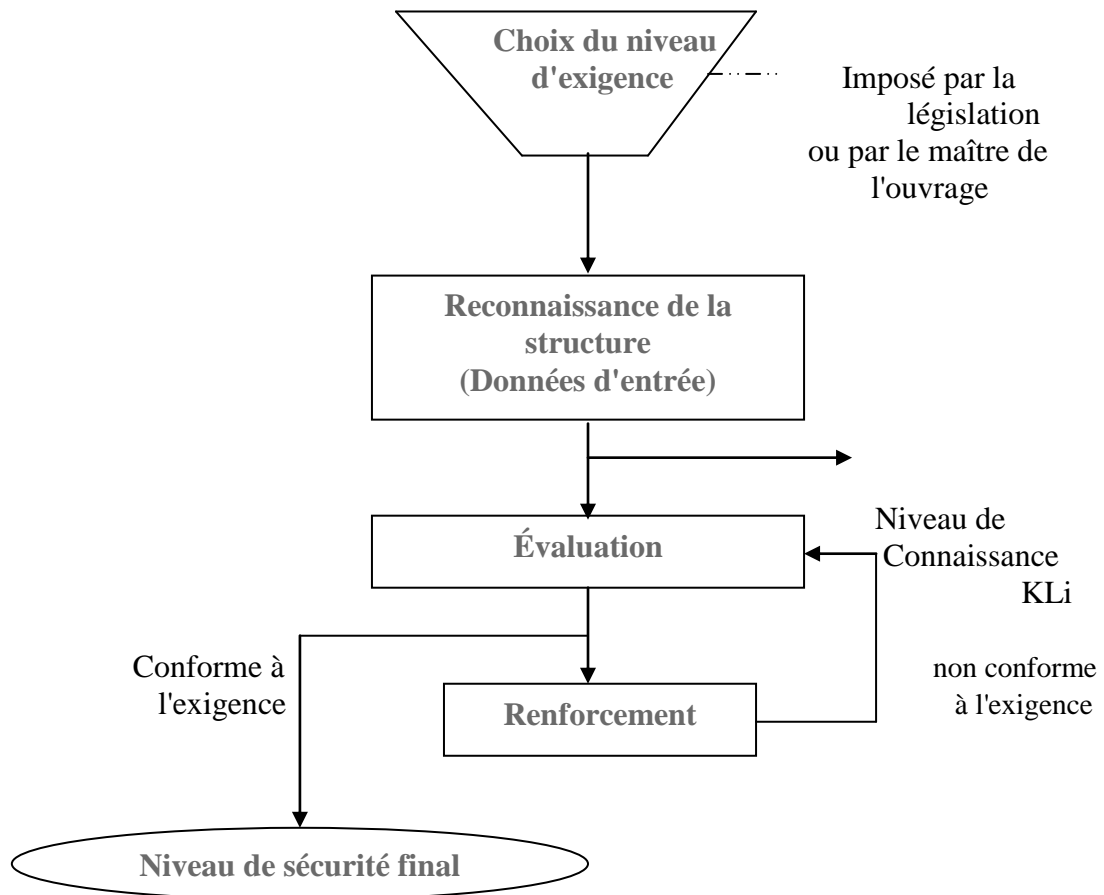 Choix du niveau
d'exigence
Imposé par la
législation
ou par le maître de
l'ouvrage
Reconnaissance de la
structure
(Données d'entrée)
Niveau de
Connaissance
KLi
Évaluation
Conforme à
l'exigence
non conforme
à l'exigence
Renforcement
Niveau de sécurité final